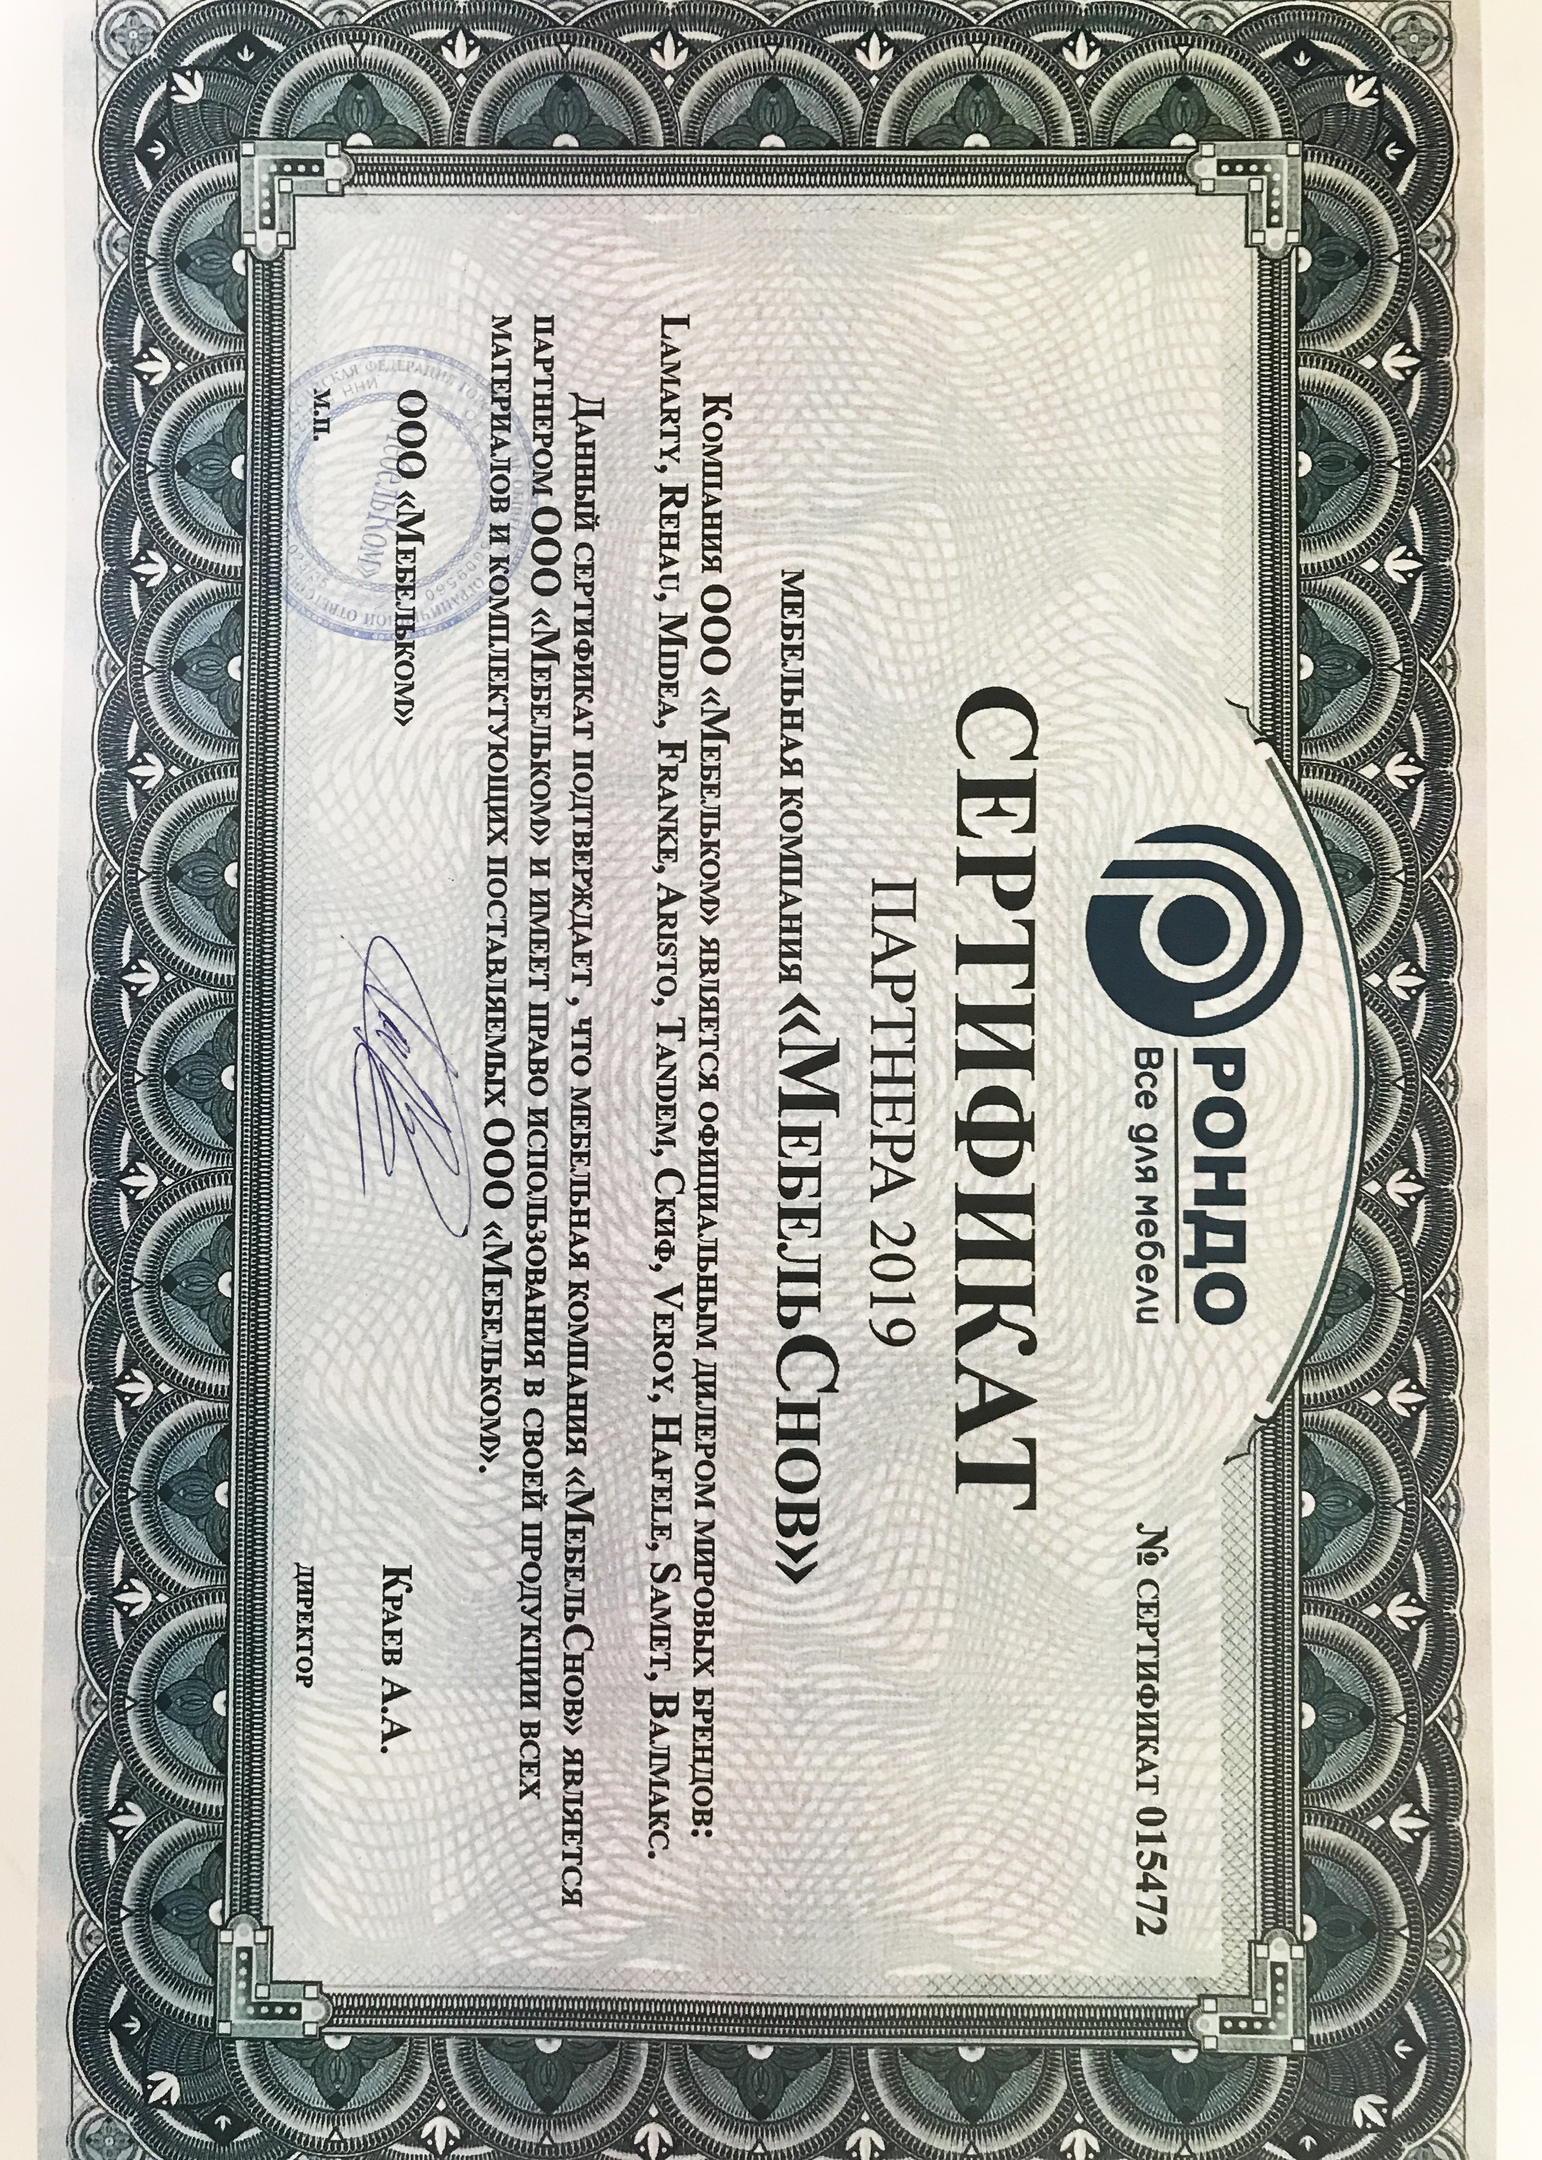 РОНДО
Все для мебели
№ СЕРТИФИКАТ 015472
СЕРТИФИКАТ
ПАРТНЕРА 2019
МЕБЕЛЬНАЯ КОМПАНИЯ «МЕБЕЛЬСНОВ»
КОМПАНИЯ ООО «МЕБЕЛЬКОМ» ЯВЛЯЕТСЯ ОФИЦИАЛЬНЫМ ДИЛЕРОМ МИРОВЫХ БРЕНДОВ:
LAMARTY, REHAU, MIDEA, FRANKE, ARISTO, TANDEM, СКИФ, VEROY, HAFELE, SAMET, ВАЛМАКС.
ДАННЫЙ СЕРТИФИКАТ ПОДТВЕРЖДАЕТ , ЧТО МЕБЕЛЬНАЯ КОМПАНИЯ «МЕБЕЛЬСНОВ» ЯВЛЯЕТСЯ
ПАРТНЕРОМ ООО «МЕБЕЛЬКОМ» И ИМЕЕТ ПРАВО ИСПОЛЬЗОВАНИЯ В СВОЕЙ ПРОДУКЦИИ ВСЕХ
МАТЕРИАЛОВ И КОМПЛЕКТУЮЩИХ ПОСТАВЛЯЕМЫХ ООО «МЕБЕЛЬКОМ».
ООО «МЕБЕЛЬКОМ»
КРАЕВ А.А.
М.П.
ДИРЕКТОР